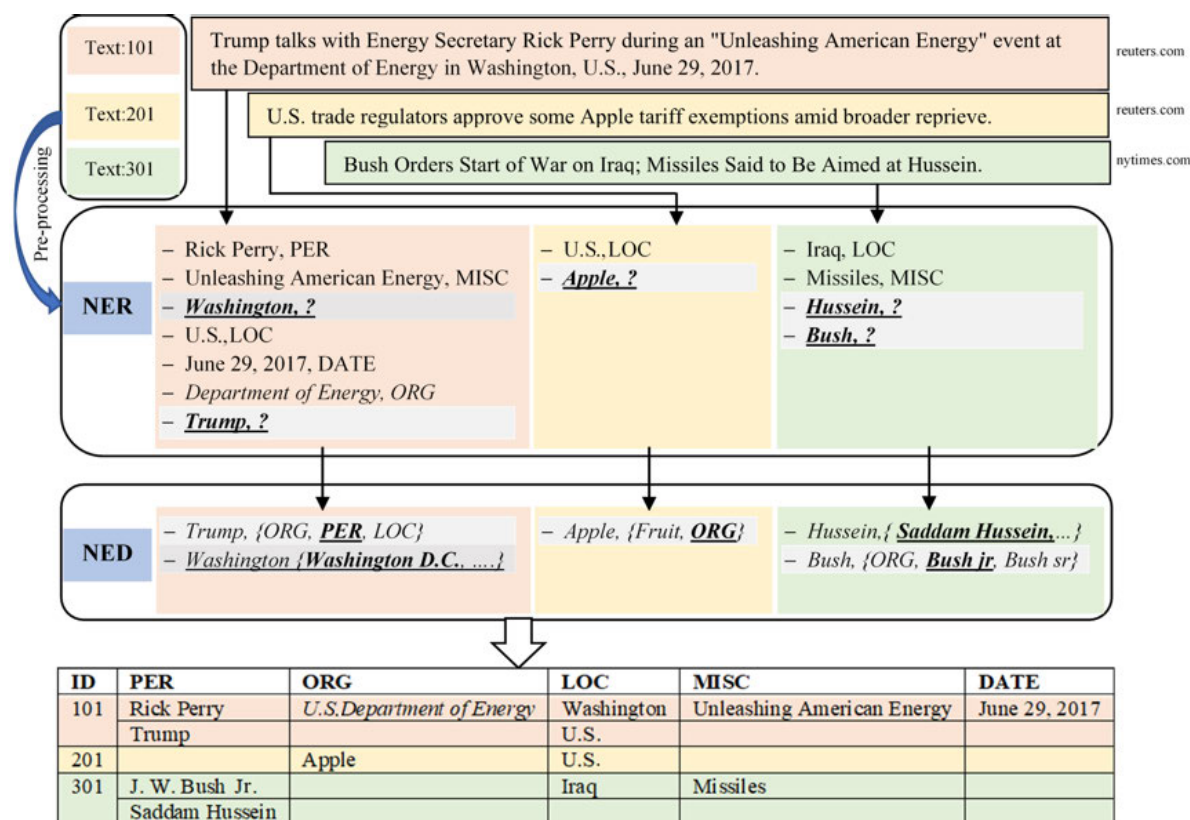 Text:101
Trump talks with Energy Secretary Rick Perry during an "Unleashing American Energy" event at
the Department of Energy in Washington, U.S., June 29, 2017.
reuters.com
Text:201
U.S. trade regulators approve some Apple tariff exemptions amid broader reprieve.
reuters.com
Text:301
Bush Orders Start of War on Iraq; Missiles Said to Be Aimed at Hussein.
nytimes.com
Pre-processing
NER
– Rick Perry, PER
– Unleashing American Energy, MISC
– Washington, ?
– U.S.,LOC
– June 29, 2017, DATE
– Department of Energy, ORG
– Trump, ?
– U.S.,LOC
– Apple, ?
– Iraq, LOC
– Missiles, MISC
– Hussein, ?
– Bush, ?
NED
– Trump, {ORG, PER, LOC}
– Washington {Washington D.C., ....}
– Apple, {Fruit, ORG}
– Hussein,{ Saddam Hussein,...}
– Bush, {ORG, Bush jr, Bush sr}
ID PER ORG LOC MISC DATE
101 Rick Perry U.S.Department of Energy Washington Unleashing American Energy June 29, 2017
Trump U.S.
201 Apple U.S.
301 J. W. Bush Jr. Iraq Missiles
Saddam Hussein